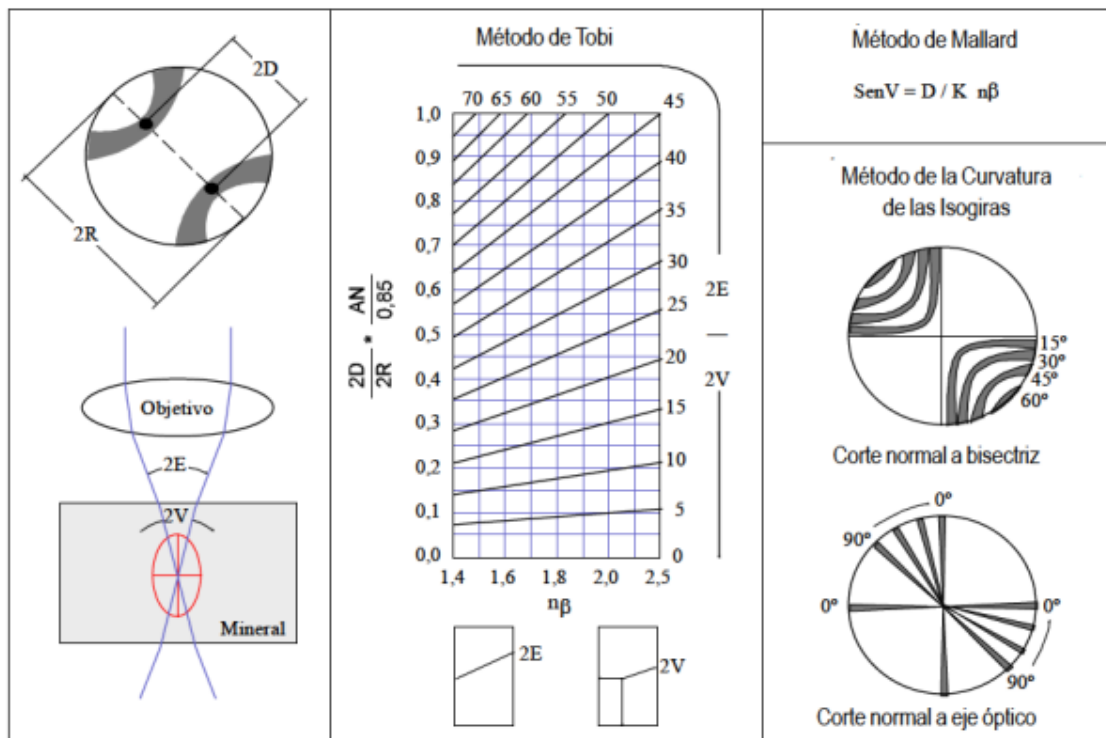 2D
2R
Objetivo
2E
2V
Mineral
Método de Tobi
70 65 60 55 50 45
1,0
0,9
0,8
0,7
0,6
0,5
0,4
0,3
0,2
0,1
0,0
2D / 2R * AN / 0,85
40
35
30
25
20
15
10
5
0
2E
2V
1,4 1,6 1,8 2,0 2,5
nβ
2E
2V
Método de Mallard
SenV = D / K nβ
Método de la Curvatura
de las Isogiras
15º
30º
45º
60º
Corte normal a bisectriz
0º
90º
0º
0º
90º
Corte normal a eje óptico